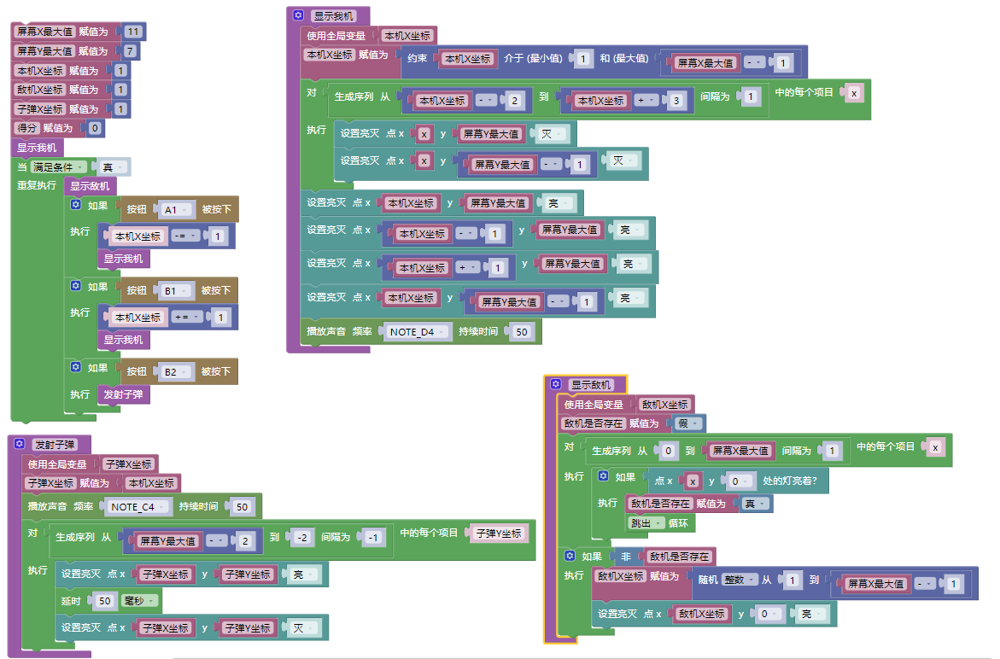 屏幕X最大值 赋值为 11
屏幕Y最大值 赋值为 7
本机X坐标 赋值为 1
敌机X坐标 赋值为 1
子弹X坐标 赋值为 1
得分 赋值为 0
显示我机
当 满足条件 真
重复执行 显示敌机
如果 按钮 A1 被按下
执行 本机X坐标 -= 1
显示我机
如果 按钮 B1 被按下
执行 本机X坐标 += 1
显示我机
如果 按钮 B2 被按下
执行 发射子弹
显示我机
使用全局变量 本机X坐标
本机X坐标 赋值为 约束 本机X坐标 介于 (最小值) 1 和 (最大值) 屏幕X最大值 - 1
对 生成序列 从 本机X坐标 - 2 到 本机X坐标 + 3 间隔为 1 中的每个项目 x
执行 设置亮灭 点 x x y 屏幕Y最大值 灭
设置亮灭 点 x x y 屏幕Y最大值 - 1 灭
设置亮灭 点 x 本机X坐标 y 屏幕Y最大值 亮
设置亮灭 点 x 本机X坐标 - 1 y 屏幕Y最大值 亮
设置亮灭 点 x 本机X坐标 + 1 y 屏幕Y最大值 亮
设置亮灭 点 x 本机X坐标 y 屏幕Y最大值 - 1 亮
播放声音 频率 NOTE_D4 持续时间 50
发射子弹
使用全局变量 子弹X坐标
子弹X坐标 赋值为 本机X坐标
播放声音 频率 NOTE_C4 持续时间 50
对 生成序列 从 屏幕Y最大值 - 2 到 -2 间隔为 -1 中的每个项目 子弹Y坐标
执行 设置亮灭 点 x 子弹X坐标 y 子弹Y坐标 亮
延时 50 毫秒
设置亮灭 点 x 子弹X坐标 y 子弹Y坐标 灭
显示敌机
使用全局变量 敌机X坐标
敌机是否存在 赋值为 假
对 生成序列 从 0 到 屏幕X最大值 间隔为 1 中的每个项目 x
执行 如果 点 x x y 0 处的灯亮着?
执行 敌机是否存在 赋值为 真
跳出 循环
如果 非 敌机是否存在
执行 敌机X坐标 赋值为 随机 整数 从 1 到 屏幕X最大值 - 1
设置亮灭 点 x 敌机X坐标 y 0 亮